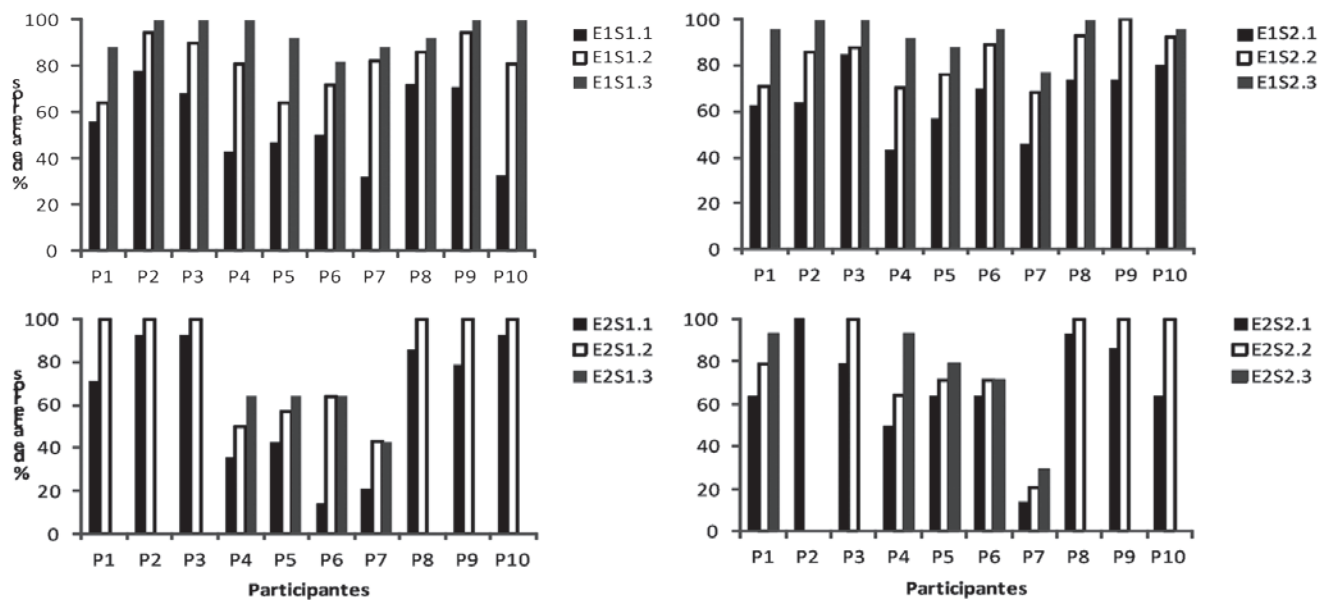 100
80
60
40
20
0
P1 P2 P3 P4 P5 P6 P7 P8 P9 P10
E1S1.1
E1S1.2
E1S1.3
100
80
60
40
20
0
P1 P2 P3 P4 P5 P6 P7 P8 P9 P10
E1S2.1
E1S2.2
E1S2.3
100
80
60
40
20
0
P1 P2 P3 P4 P5 P6 P7 P8 P9 P10
Participantes
E2S1.1
E2S1.2
E2S1.3
100
80
60
40
20
0
P1 P2 P3 P4 P5 P6 P7 P8 P9 P10
Participantes
E2S2.1
E2S2.2
E2S2.3